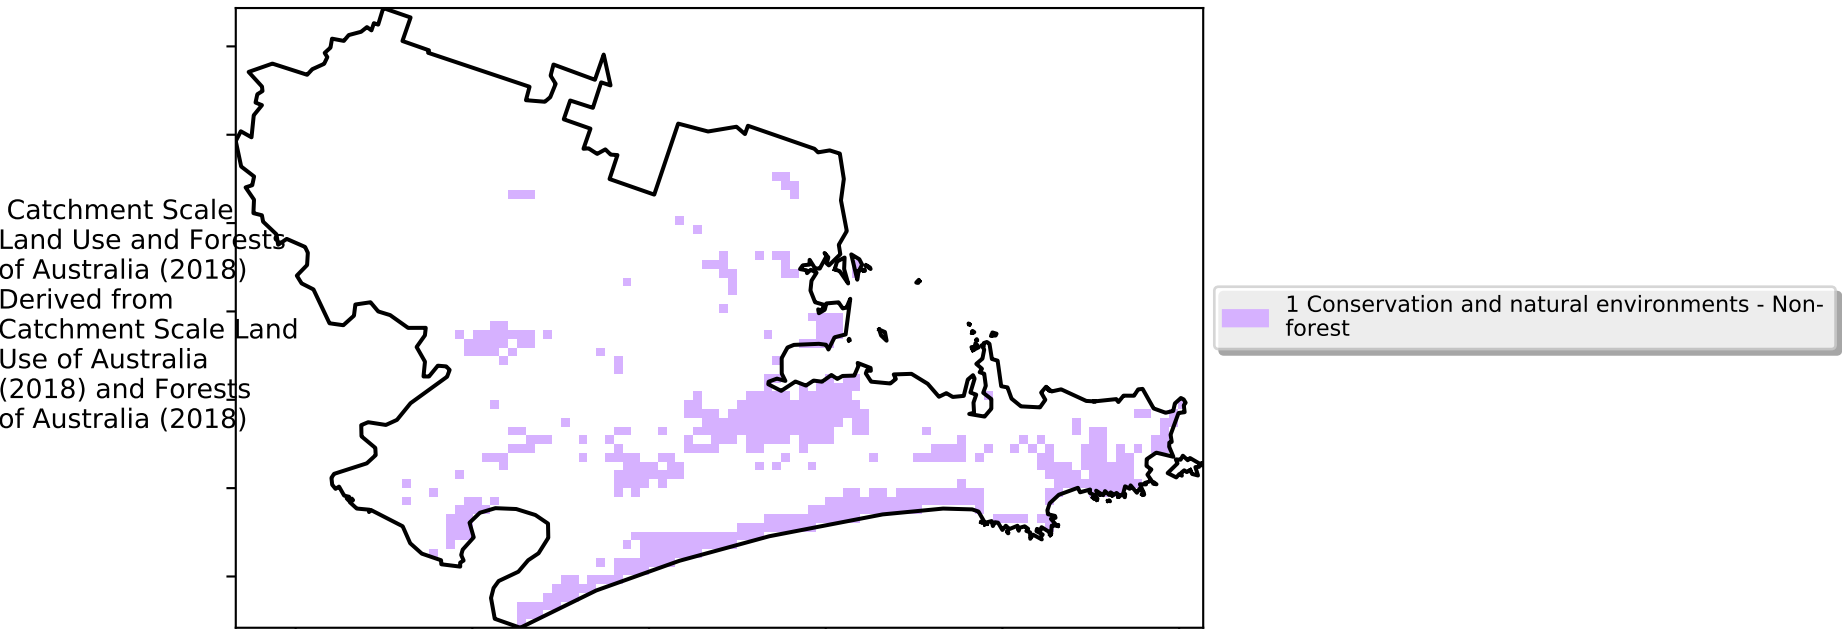 Catchment Scale
Land Use and Forests
of Australia (2018)
Derived from
Catchment Scale Land
Use of Australia
(2018) and Forests
of Australia (2018)
1 Conservation and natural environments - Non-
forest